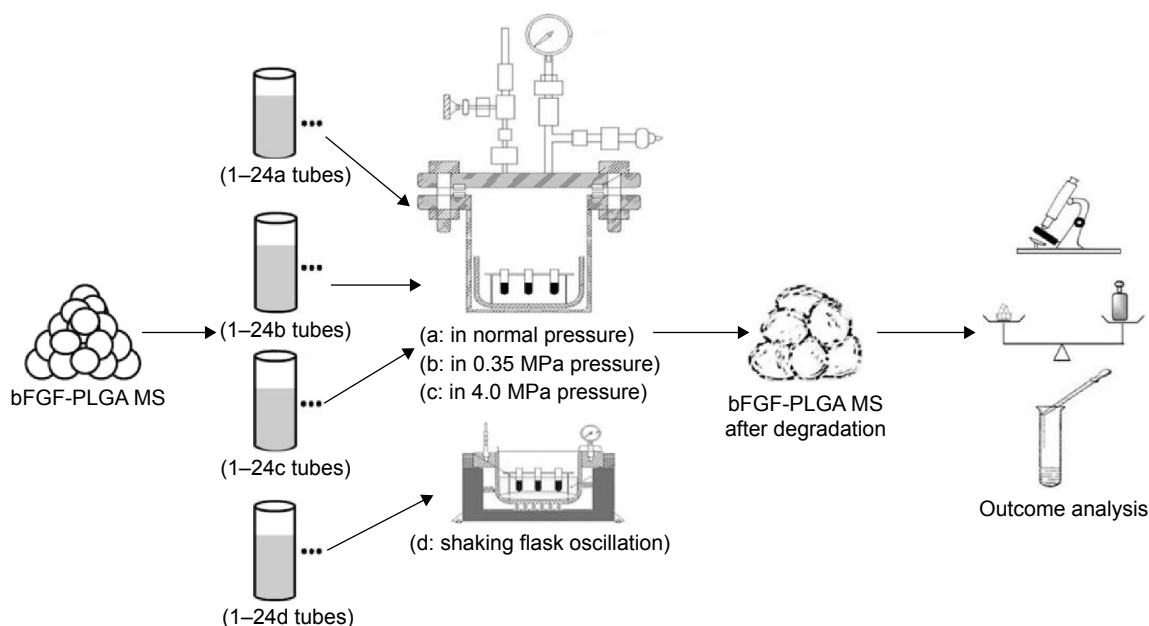 (1–24a tubes)
(1–24b tubes)
bFGF-PLGA MS
(1–24c tubes)
(1–24d tubes)
(a: in normal pressure)
(b: in 0.35 MPa pressure)
(c: in 4.0 MPa pressure)
(d: shaking flask oscillation)
bFGF-PLGA MS
after degradation
Outcome analysis